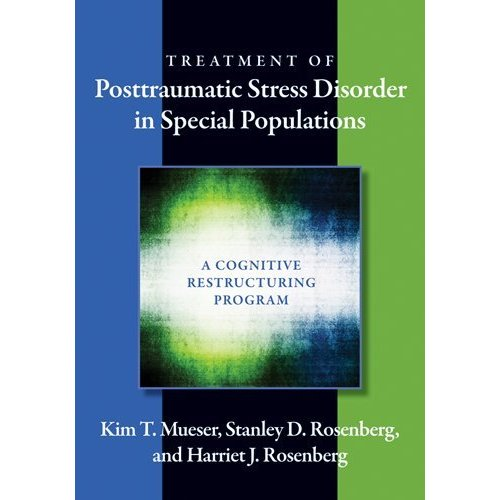 TREATMENT OF
Posttraumatic Stress Disorder
in Special Populations
A COGNITIVE
RESTRUCTURING
PROGRAM
Kim T. Mueser, Stanley D. Rosenberg,
and Harriet J. Rosenberg